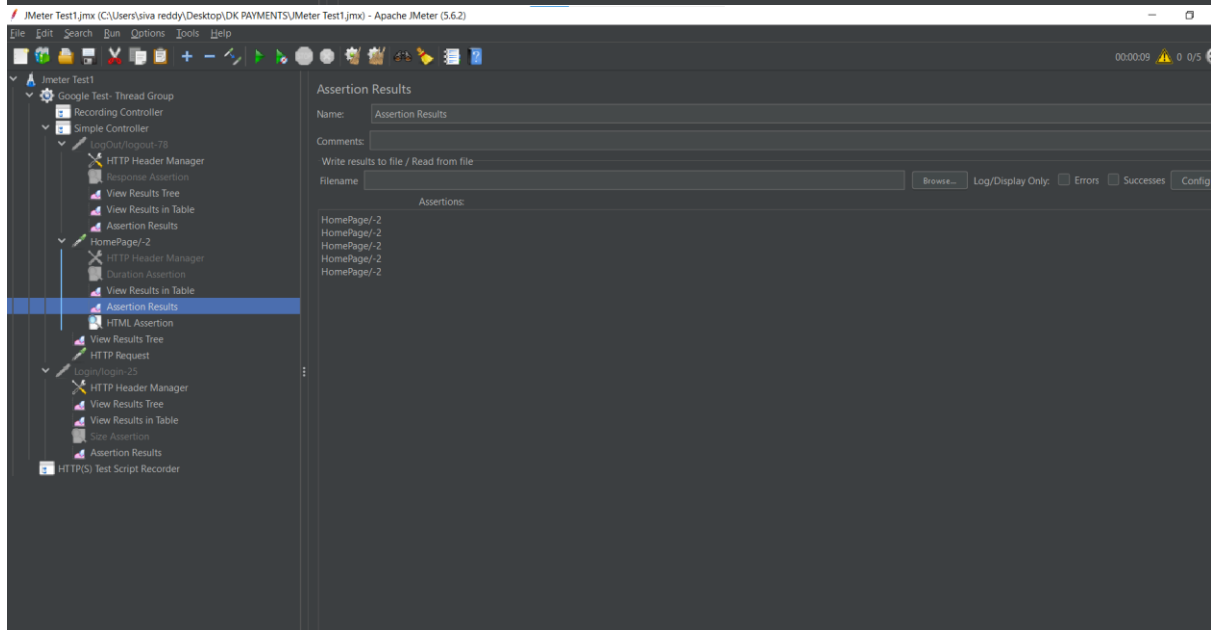 JMeter Test1.jmx (C:\Users\siva reddy\Desktop\DK PAYMENTS\JMeter Test1.jmx) - Apache JMeter (5.6.2)
File Edit Search Run Options Tools Help
00:00:09 0 0/5
Jmeter Test1
Google Test- Thread Group
Recording Controller
Simple Controller
LogOut/logout-78
HTTP Header Manager
Response Assertion
View Results Tree
View Results in Table
Assertion Results
HomePage/-2
HTTP Header Manager
Duration Assertion
View Results in Table
Assertion Results
HTML Assertion
View Results Tree
HTTP Request
Login/login-25
HTTP Header Manager
View Results Tree
View Results in Table
Size Assertion
Assertion Results
HTTP(S) Test Script Recorder
Assertion Results
Name: Assertion Results
Comments:
Write results to file / Read from file
Filename Browse... Log/Display Only: Errors Successes Config
Assertions:
HomePage/-2
HomePage/-2
HomePage/-2
HomePage/-2
HomePage/-2